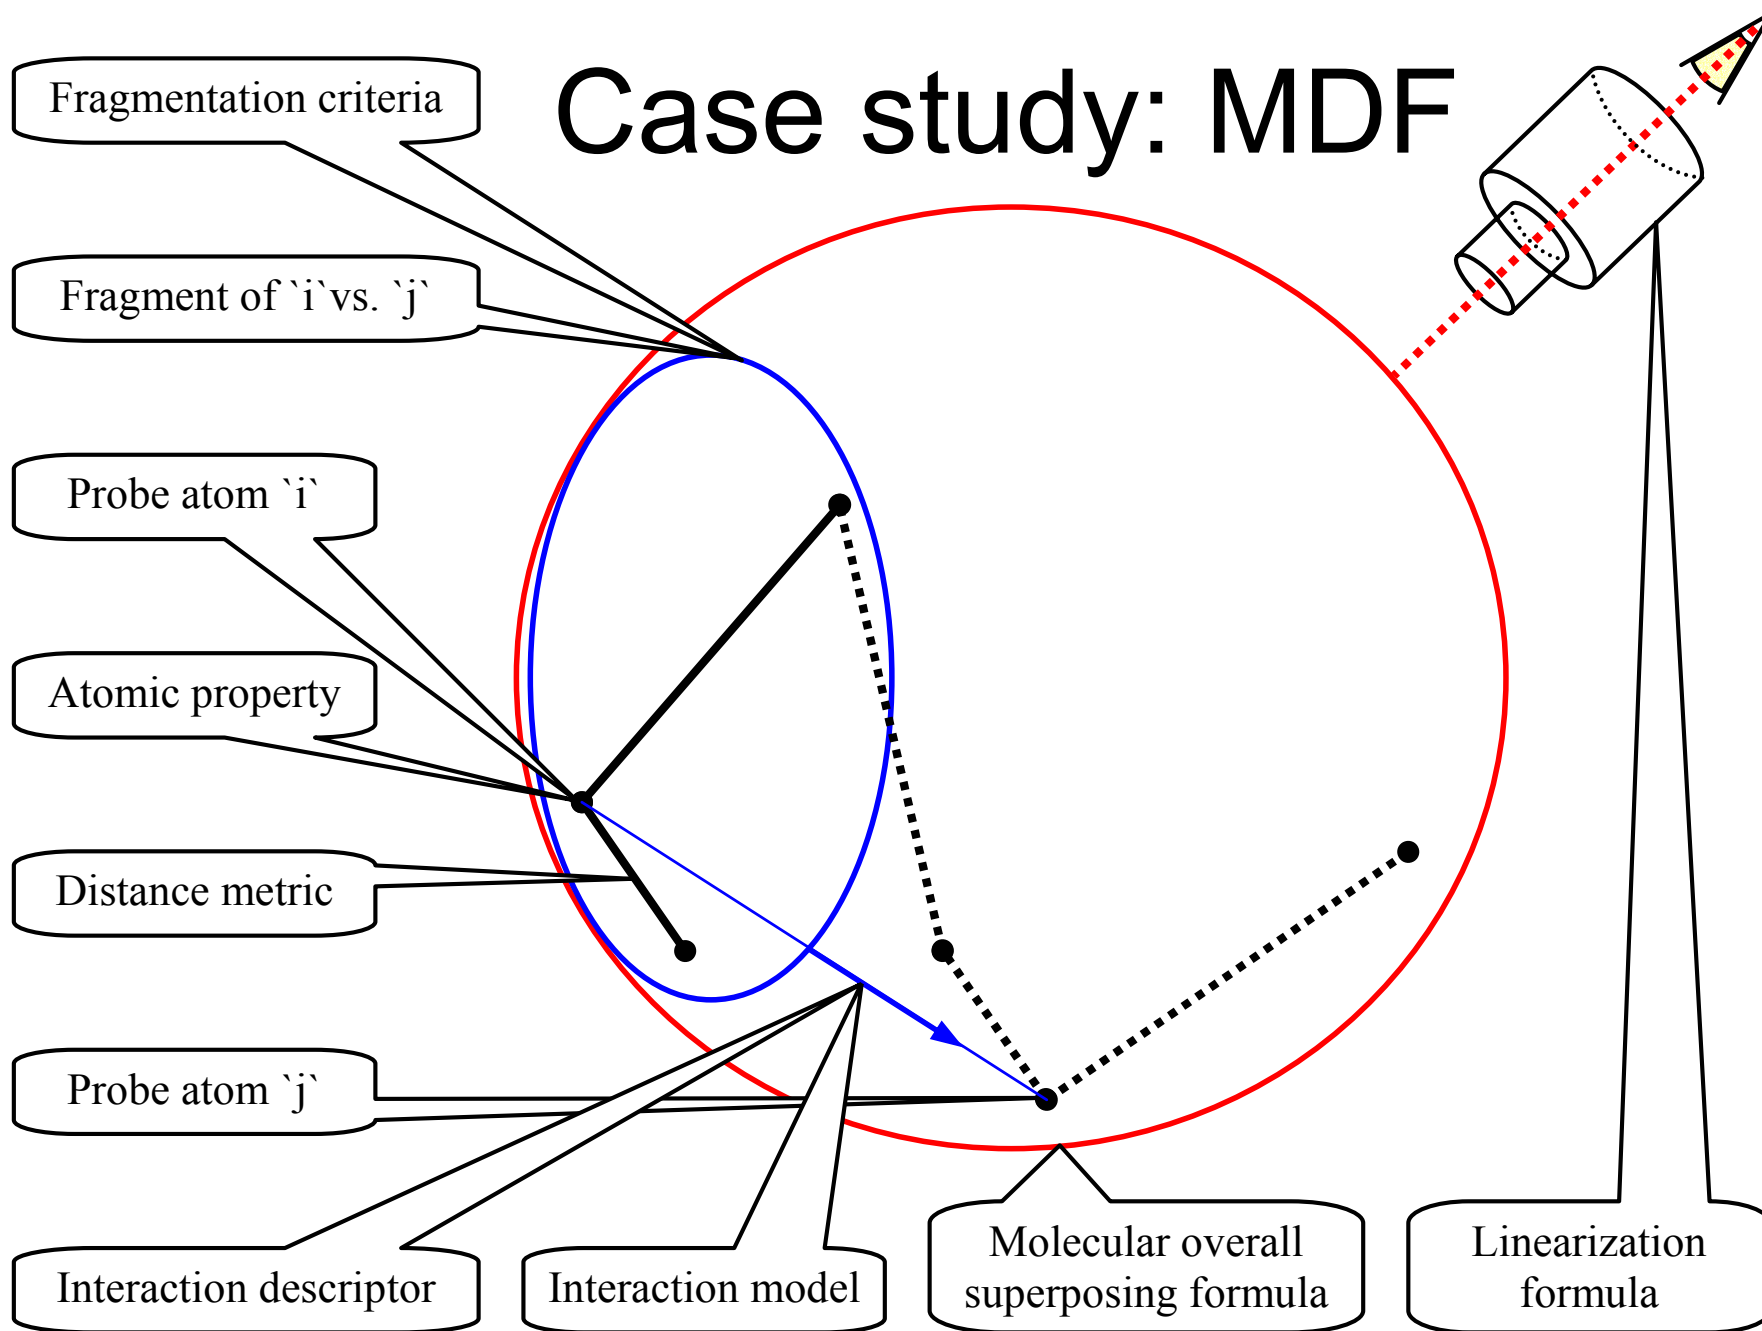 Case study: MDF
Fragmentation criteria
Fragment of `i`vs. `j`
Probe atom `i`
Atomic property
Distance metric
Probe atom `j`
Interaction descriptor
Interaction model
Molecular overall
superposing formula
Linearization
formula